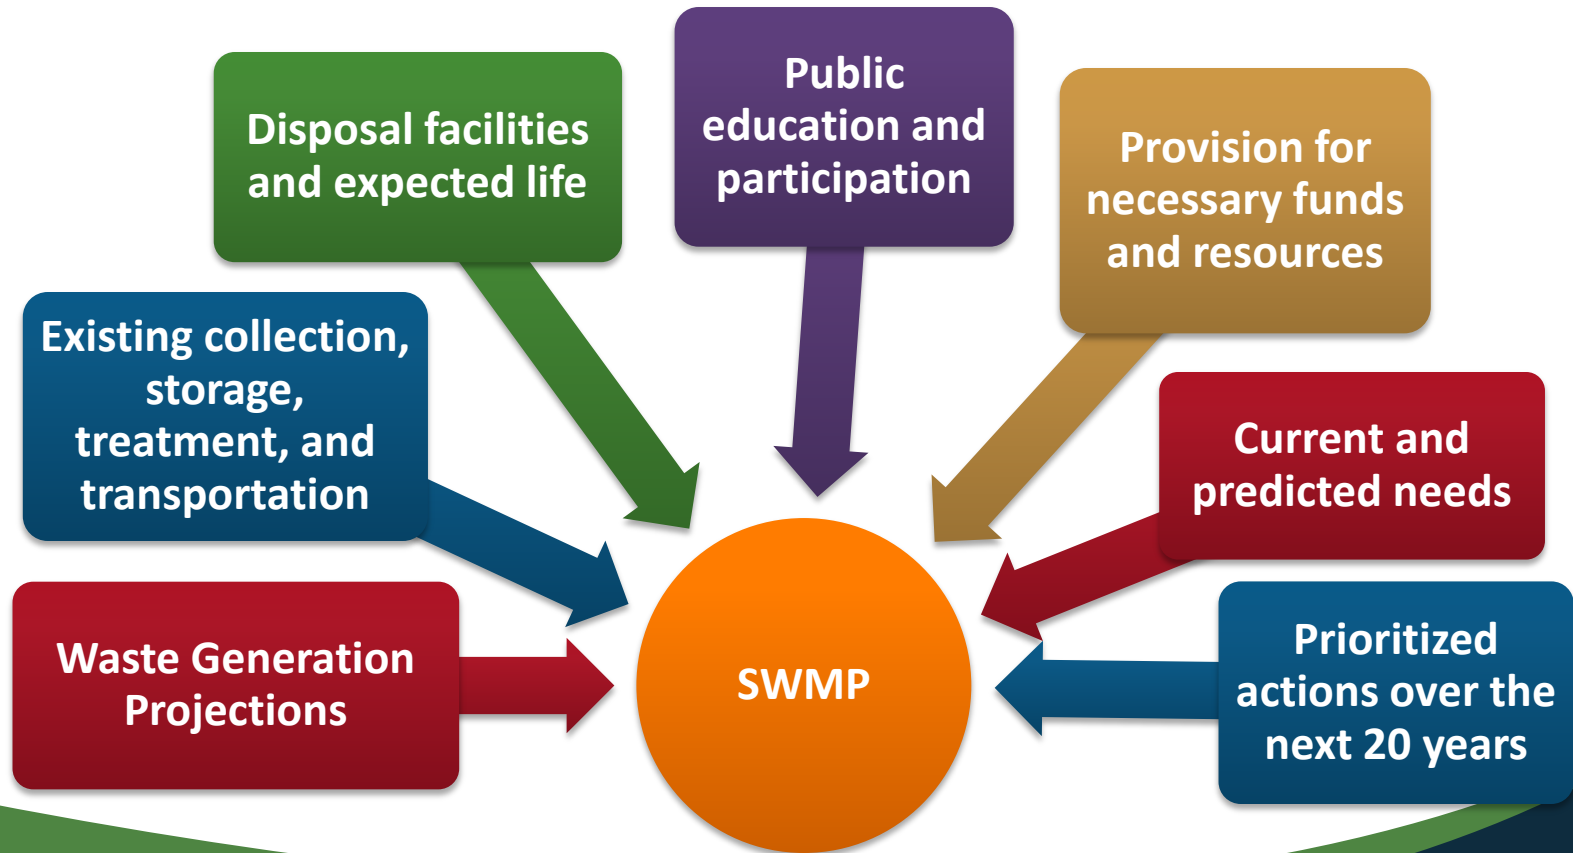 Public
education and
participation
Disposal facilities
and expected life
Provision for
necessary funds
and resources
Existing collection,
storage,
treatment, and
transportation
Current and
predicted needs
Waste Generation
Projections
SWMP
Prioritized
actions over the
next 20 years